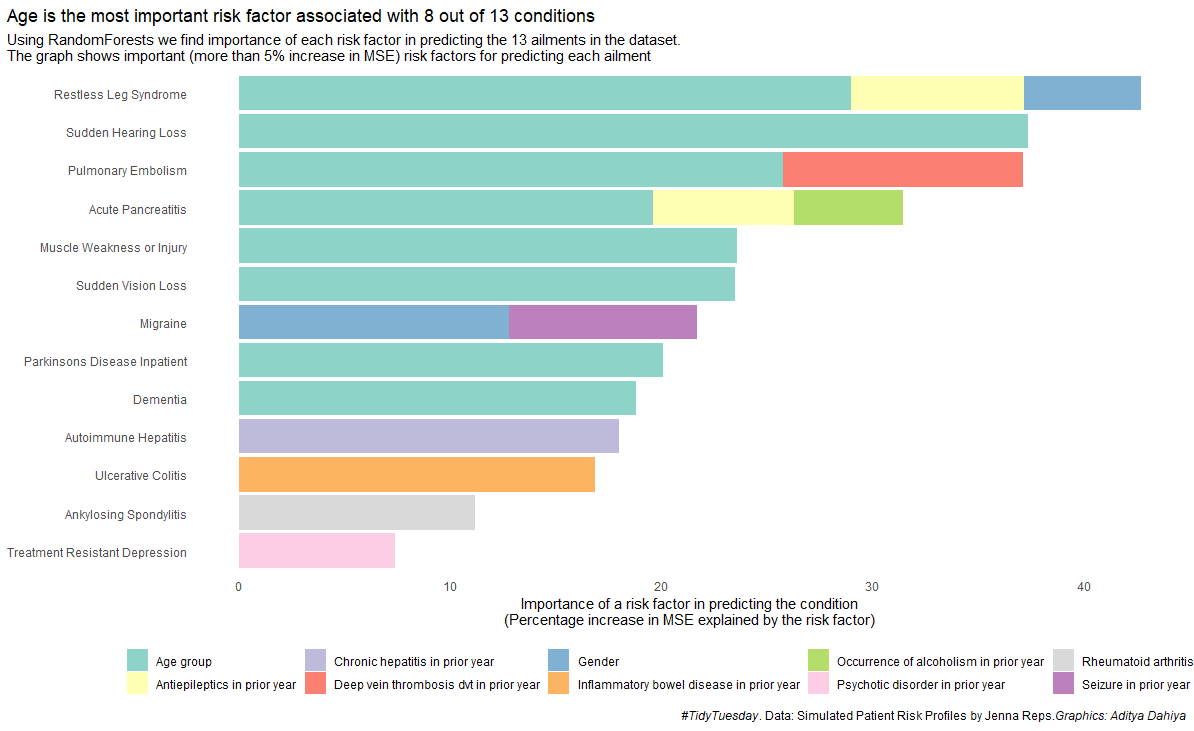 Age is the most important risk factor associated with 8 out of 13 conditions
Using RandomForests we find importance of each risk factor in predicting the 13 ailments in the dataset.
The graph shows important (more than 5% increase in MSE) risk factors for predicting each ailment
Restless Leg Syndrome
Sudden Hearing Loss
Pulmonary Embolism
Acute Pancreatitis
Muscle Weakness or Injury
Sudden Vision Loss
Migraine
Parkinsons Disease Inpatient
Dementia
Autoimmune Hepatitis
Ulcerative Colitis
Ankylosing Spondylitis
Treatment Resistant Depression
0 10 20 30 40
Importance of a risk factor in predicting the condition
(Percentage increase in MSE explained by the risk factor)
Age group Chronic hepatitis in prior year Gender Occurrence of alcoholism in prior year Rheumatoid arthritis
Antiepileptics in prior year Deep vein thrombosis dvt in prior year Inflammatory bowel disease in prior year Psychotic disorder in prior year Seizure in prior year
#TidyTuesday. Data: Simulated Patient Risk Profiles by Jenna Reps.Graphics: Aditya Dahiya